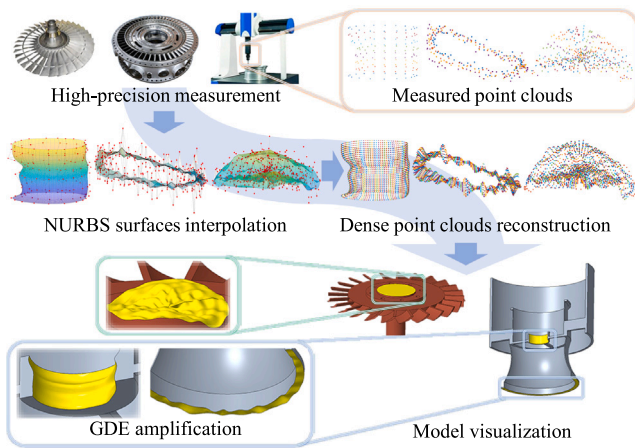 High-precision measurement
Measured point clouds
NURBS surfaces interpolation
Dense point clouds reconstruction
GDE amplification
Model visualization